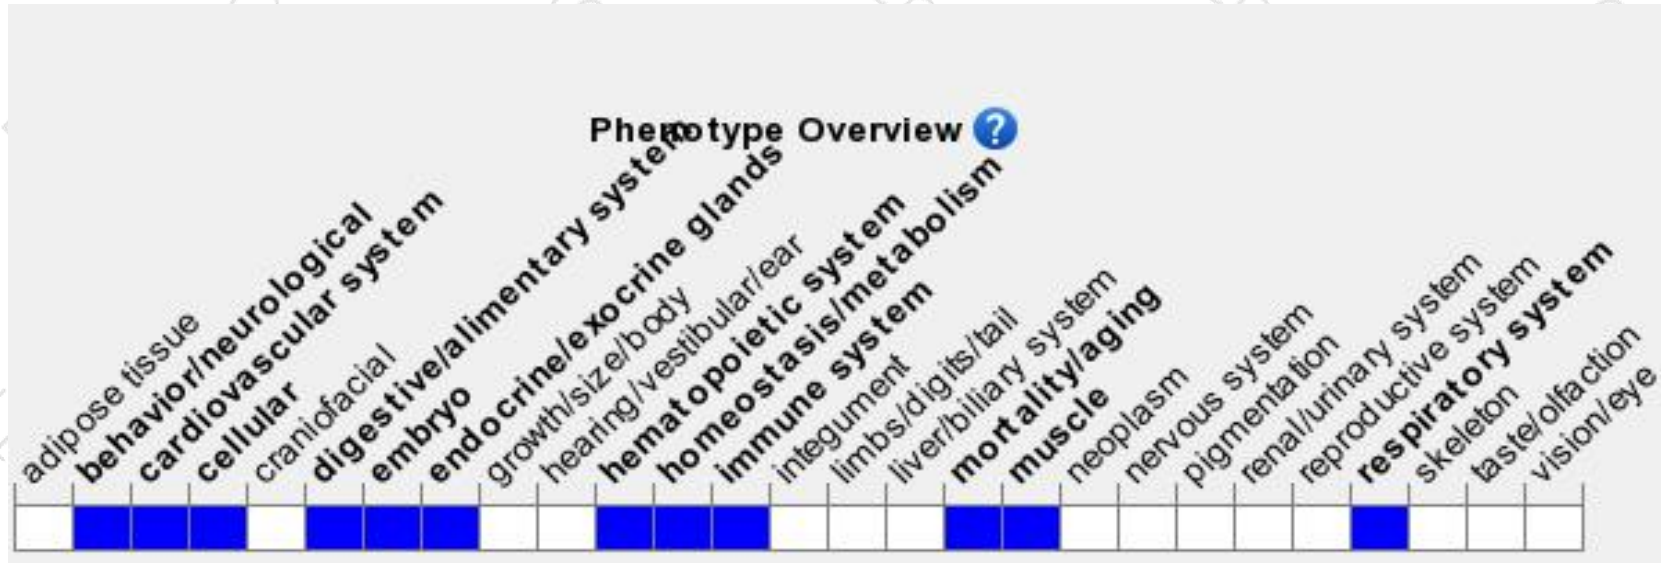 Phenotype Overview ?
adipose tissue
behavior/neurological
cardiovascular system
cellular
craniofacial
digestive/alimentary system
embryo
endocrine/exocrine glands
growth/size/body
hearing/vestibular/ear
hematopoietic system
homeostasis/metabolism
immune system
integument
limbs/digits/tail
liver/biliary system
mortality/aging
muscle
neoplasm
nervous system
pigmentation
renal/urinary system
reproductive system
respiratory system
skeleton
taste/olfaction
vision/eye